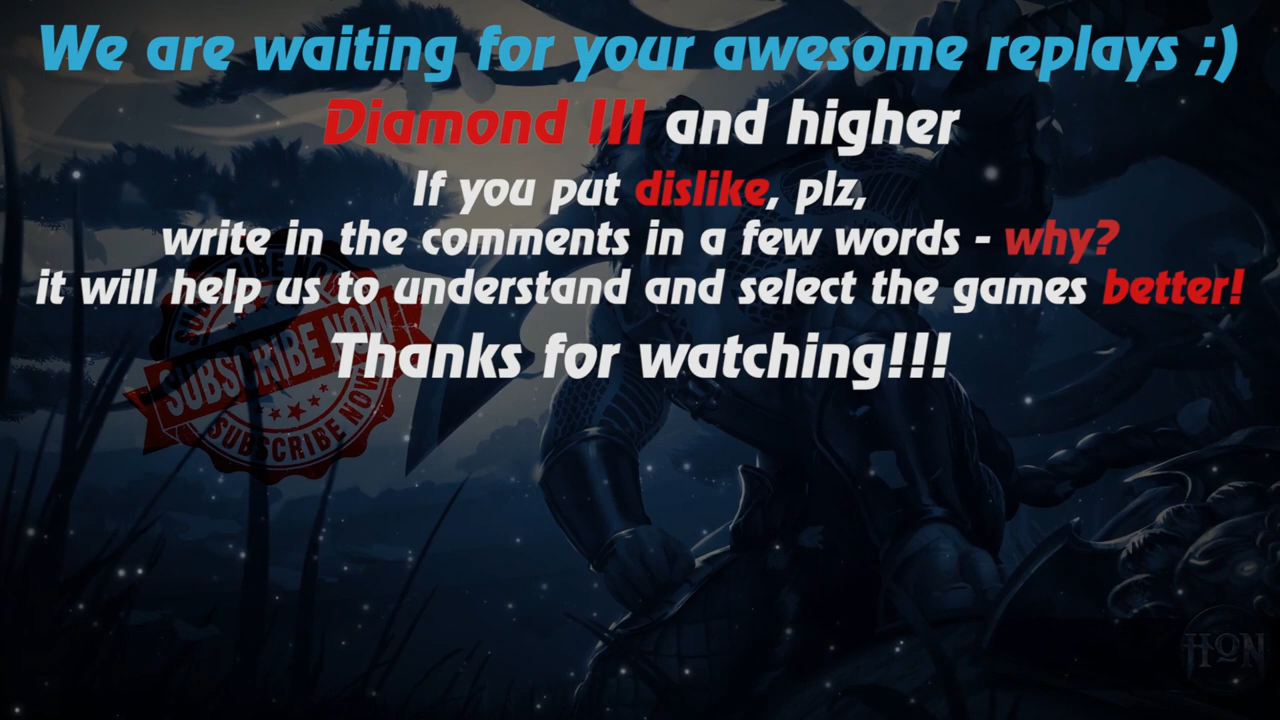 We are waiting for your awesome replays ;)
Diamond III and higher
If you put dislike, plz,
write in the comments in a few words - why?
it will help us to understand and select the games better!
Thanks for watching!!!
SUBSCRIBE NOW
SUBSCRIBE NOW
SUBSCRIBE NOW
HON